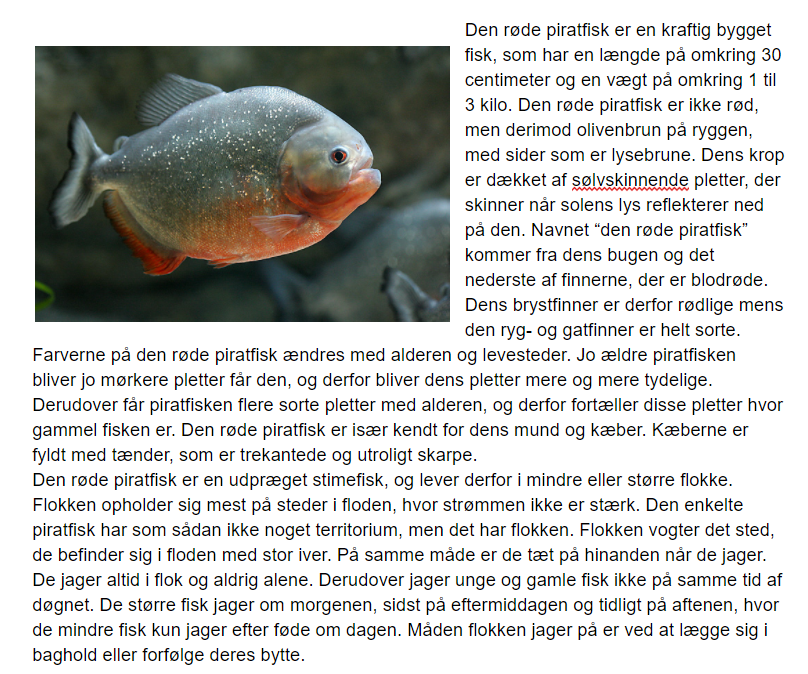 Den røde piratfisk er en kraftig bygget
fisk, som har en længde på omkring 30
centimeter og en vægt på omkring 1 til
3 kilo. Den røde piratfisk er ikke rød,
men derimod olivenbrun på ryggen,
med sider som er lysebrune. Dens krop
er dækket af sølvskinnende pletter, der
skinner når solens lys reflekterer ned
på den. Navnet “den røde piratfisk”
kommer fra dens bugen og det
nederste af finnerne, der er blodrøde.
Dens brystfinner er derfor rødlige mens
den ryg- og gatfinner er helt sorte.
Farverne på den røde piratfisk ændres med alderen og levesteder. Jo ældre piratfisken
bliver jo mørkere pletter får den, og derfor bliver dens pletter mere og mere tydelige.
Derudover får piratfisken flere sorte pletter med alderen, og derfor fortæller disse pletter hvor
gammel fisken er. Den røde piratfisk er især kendt for dens mund og kæber. Kæberne er
fyldt med tænder, som er trekantede og utroligt skarpe.
Den røde piratfisk er en udpræget stimefisk, og lever derfor i mindre eller større flokke.
Flokken opholder sig mest på steder i floden, hvor strømmen ikke er stærk. Den enkelte
piratfisk har som sådan ikke noget territorium, men det har flokken. Flokken vogter det sted,
de befinder sig i floden med stor iver. På samme måde er de tæt på hinanden når de jager.
De jager altid i flok og aldrig alene. Derudover jager unge og gamle fisk ikke på samme tid af
døgnet. De større fisk jager om morgenen, sidst på eftermiddagen og tidligt på aftenen, hvor
de mindre fisk kun jager efter føde om dagen. Måden flokken jager på er ved at lægge sig i
baghold eller forfølge deres bytte.